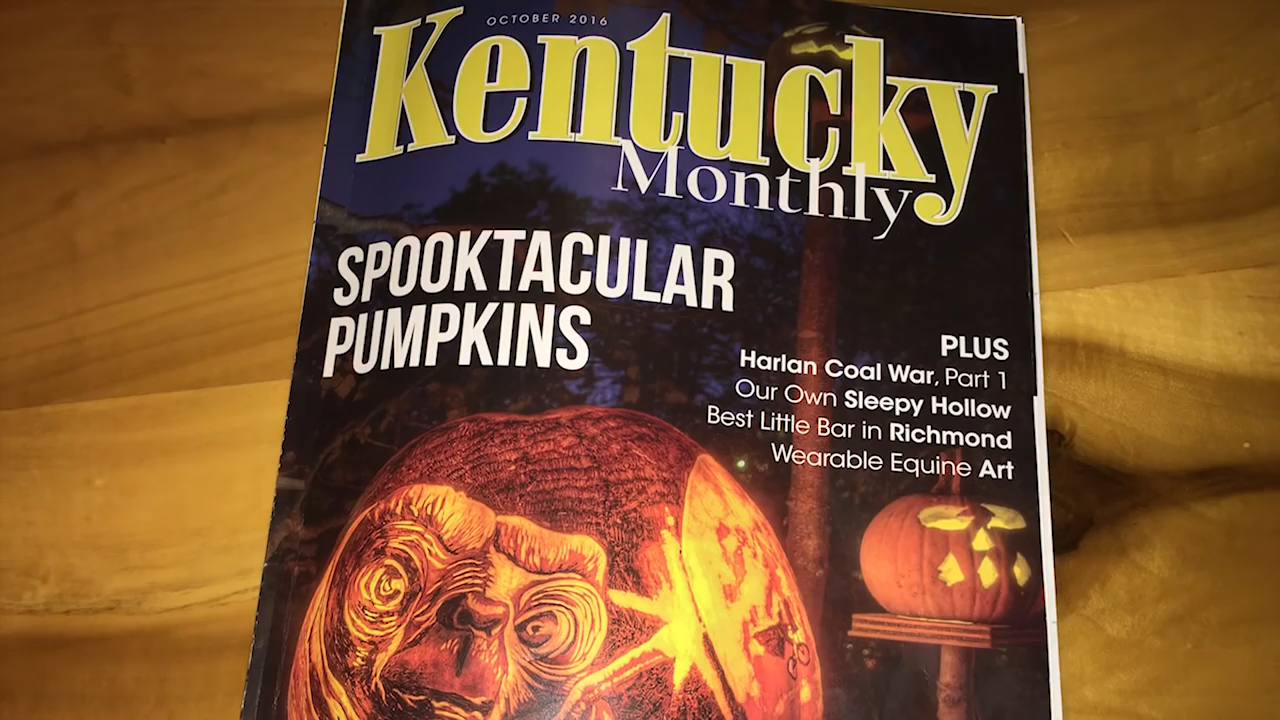 OCTOBER 2016
Kentucky
Monthly
SPOOKTACULAR
PUMPKINS
PLUS
Harlan Coal War, Part 1
Our Own Sleepy Hollow
Best Little Bar in Richmond
Wearable Equine Art